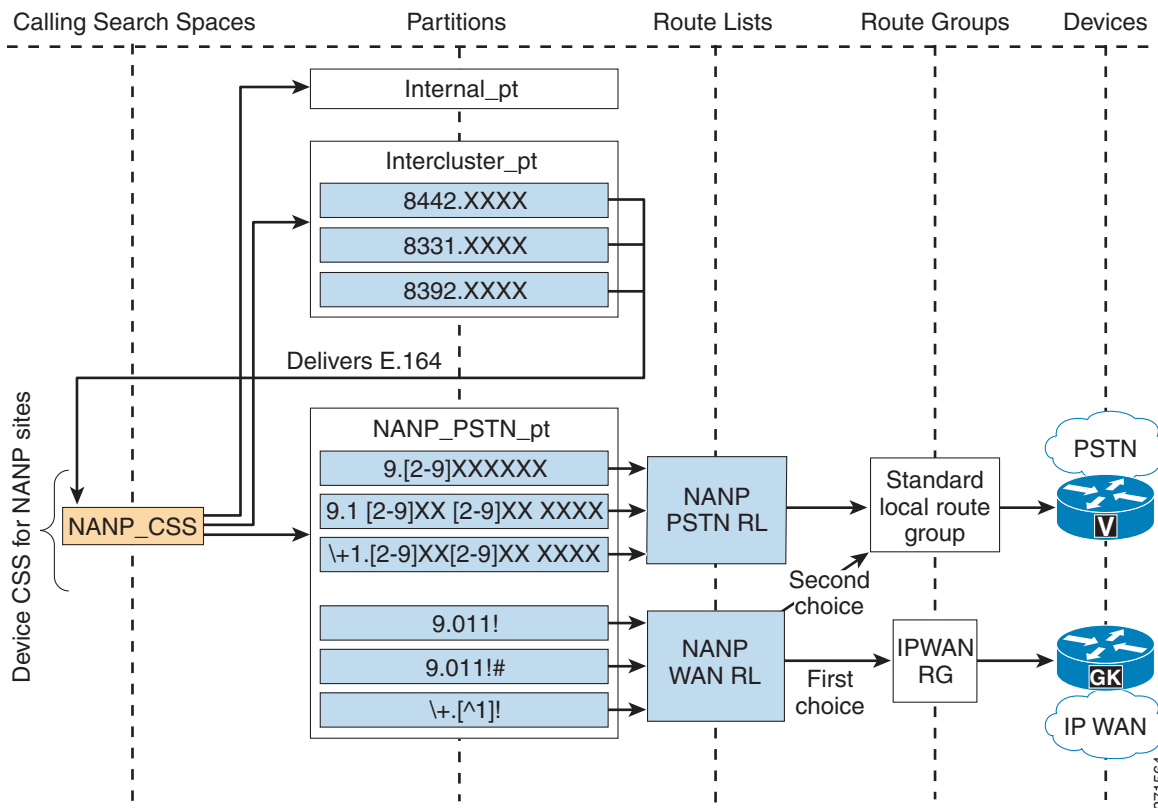 Calling Search Spaces
Partitions
Route Lists
Route Groups
Devices
Internal_pt
Intercluster_pt
8442.XXXX
8331.XXXX
8392.XXXX
Delivers E.164
Device CSS for NANP sites
NANP_CSS
NANP_PSTN_pt
9.[2-9]XXXXXX
9.1 [2-9]XX [2-9]XX XXXX
\+1.[2-9]XX[2-9]XX XXXX
9.011!
9.011!#
\+.[^1]!
NANP
PSTN RL
NANP
WAN RL
Second
choice
First
choice
Standard
local route
group
IPWAN
RG
PSTN
V
GK
IP WAN